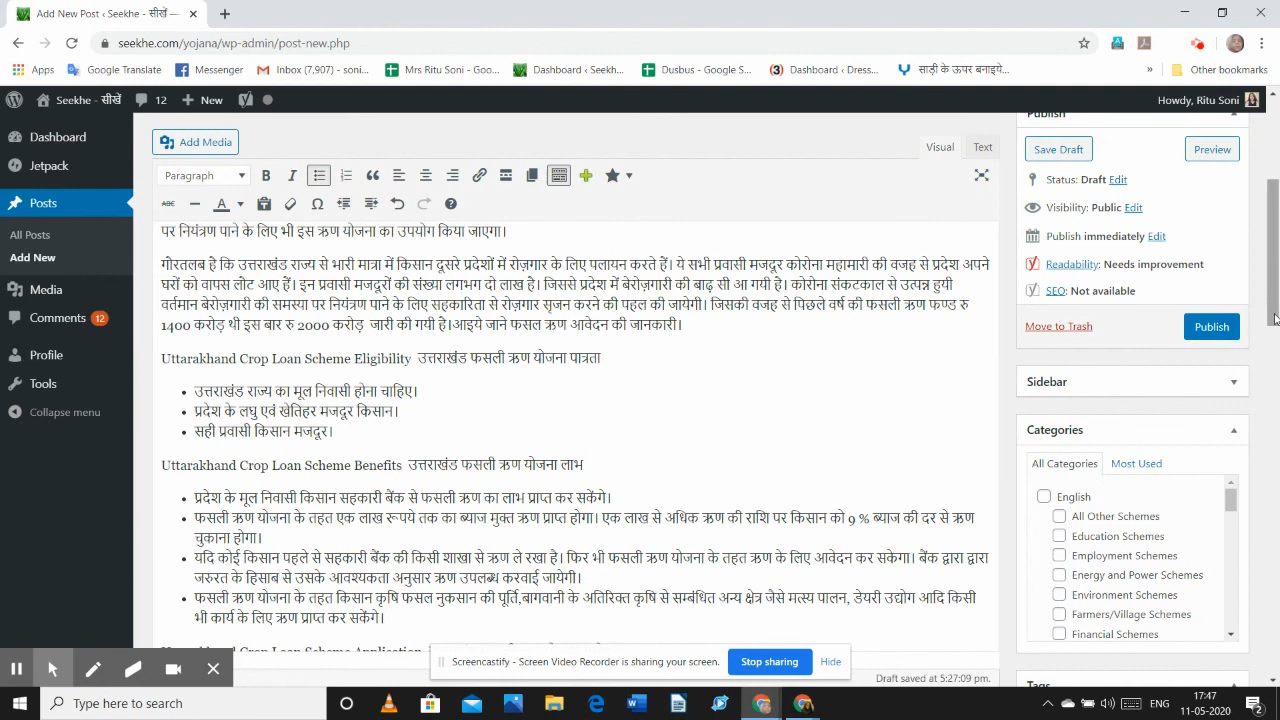 Add New Post ‹ Seekhe — सीखें —
seekhe.com/yojana/wp-admin/post-new.php
Apps Google Translate Messenger Inbox (7,907) - soni... Mrs Ritu Soni - Goo... Dashboard ‹ Seekh... Dusbus - Google S... Dashboard ‹ Dress... साड़ी के ऊपर बनाइये... » Other bookmarks
Seekhe - सीखें 12 + New Howdy, Ritu Soni
Dashboard
Jetpack
Posts
All Posts
Add New
Media
Comments 12
Profile
Tools
Collapse menu
Add Media
Visual Text
Paragraph
पर नियंत्रण पाने के लिए भी इस ऋण योजना का उपयोग किया जाएगा।
गौरतलब है कि उत्तराखंड राज्य से भारी मात्रा में किसान दूसरे प्रदेशों में रोज़गार के लिए पलायन करते हैं। ये सभी प्रवासी मजदूर कोरोना महामारी की वजह से प्रदेश अपने
घरों को वापस लौट आए हैं। इन प्रवासी मजदूरों की संख्या लगभग दो लाख है। जिससे प्रदेश में बेरोज़गारी की बाढ़ सी आ गयी है। कोरोना संकटकाल से उत्पन्न हुयी
वर्तमान बेरोज़गारी की समस्या पर नियंत्रण पाने के लिए सहकारिता से रोज़गार सृजन करने की पहल की जायेगी। जिसकी वजह से पिछले वर्ष की फसली ऋण फण्ड रु
1400 करोड़ थी इस बार रु 2000 करोड़ जारी की गयी है।आइये जाने फसल ऋण आवेदन की जानकारी।
Uttarakhand Crop Loan Scheme Eligibility उत्तराखंड फसली ऋण योजना पात्रता
• उत्तराखंड राज्य का मूल निवासी होना चाहिए।
• प्रदेश के लघु एवं खेतिहर मजदूर किसान।
• सही प्रवासी किसान मजदूर।
Uttarakhand Crop Loan Scheme Benefits उत्तराखंड फसली ऋण योजना लाभ
• प्रदेश के मूल निवासी किसान सहकारी बैंक से फसली ऋण का लाभ प्राप्त कर सकेंगे।
• फसली ऋण योजना के तहत एक लाख रूपये तक का ब्याज मुक्त ऋण प्राप्त होगा। एक लाख से अधिक ऋण की राशि पर किसान को 9 % ब्याज की दर से ऋण
चुकाना होगा।
• यदि कोई किसान पहले से सहकारी बैंक की किसी शाखा से ऋण ले रखा है। फिर भी फसली ऋण योजना के तहत ऋण के लिए आवेदन कर सकेगा। बैंक द्वारा द्वारा
जरुरत के हिसाब से उसके आवश्यकता अनुसार ऋण उपलब्ध करवाई जायेगी।
• फसली ऋण योजना के तहत किसान कृषि फसल नुकसान की पूर्ति,बागवानी के अतिरिक्त कृषि से सम्बंधित अन्य क्षेत्र जैसे मत्स्य पालन, डेयरी उद्योग आदि किसी
भी कार्य के लिए ऋण प्राप्त कर सकेंगे।
Draft saved at 5:27:09 pm.
Publish
Save Draft Preview
Status: Draft Edit
Visibility: Public Edit
Publish immediately Edit
Readability: Needs improvement
SEO: Not available
Move to Trash Publish
Sidebar
Categories
All Categories Most Used
English
All Other Schemes
Education Schemes
Employment Schemes
Energy and Power Schemes
Environment Schemes
Farmers/Village Schemes
Financial Schemes
Tags
Screencastify - Screen Video Recorder is sharing your screen. Stop sharing Hide
Type here to search
ENG 17:47
11-05-2020 2